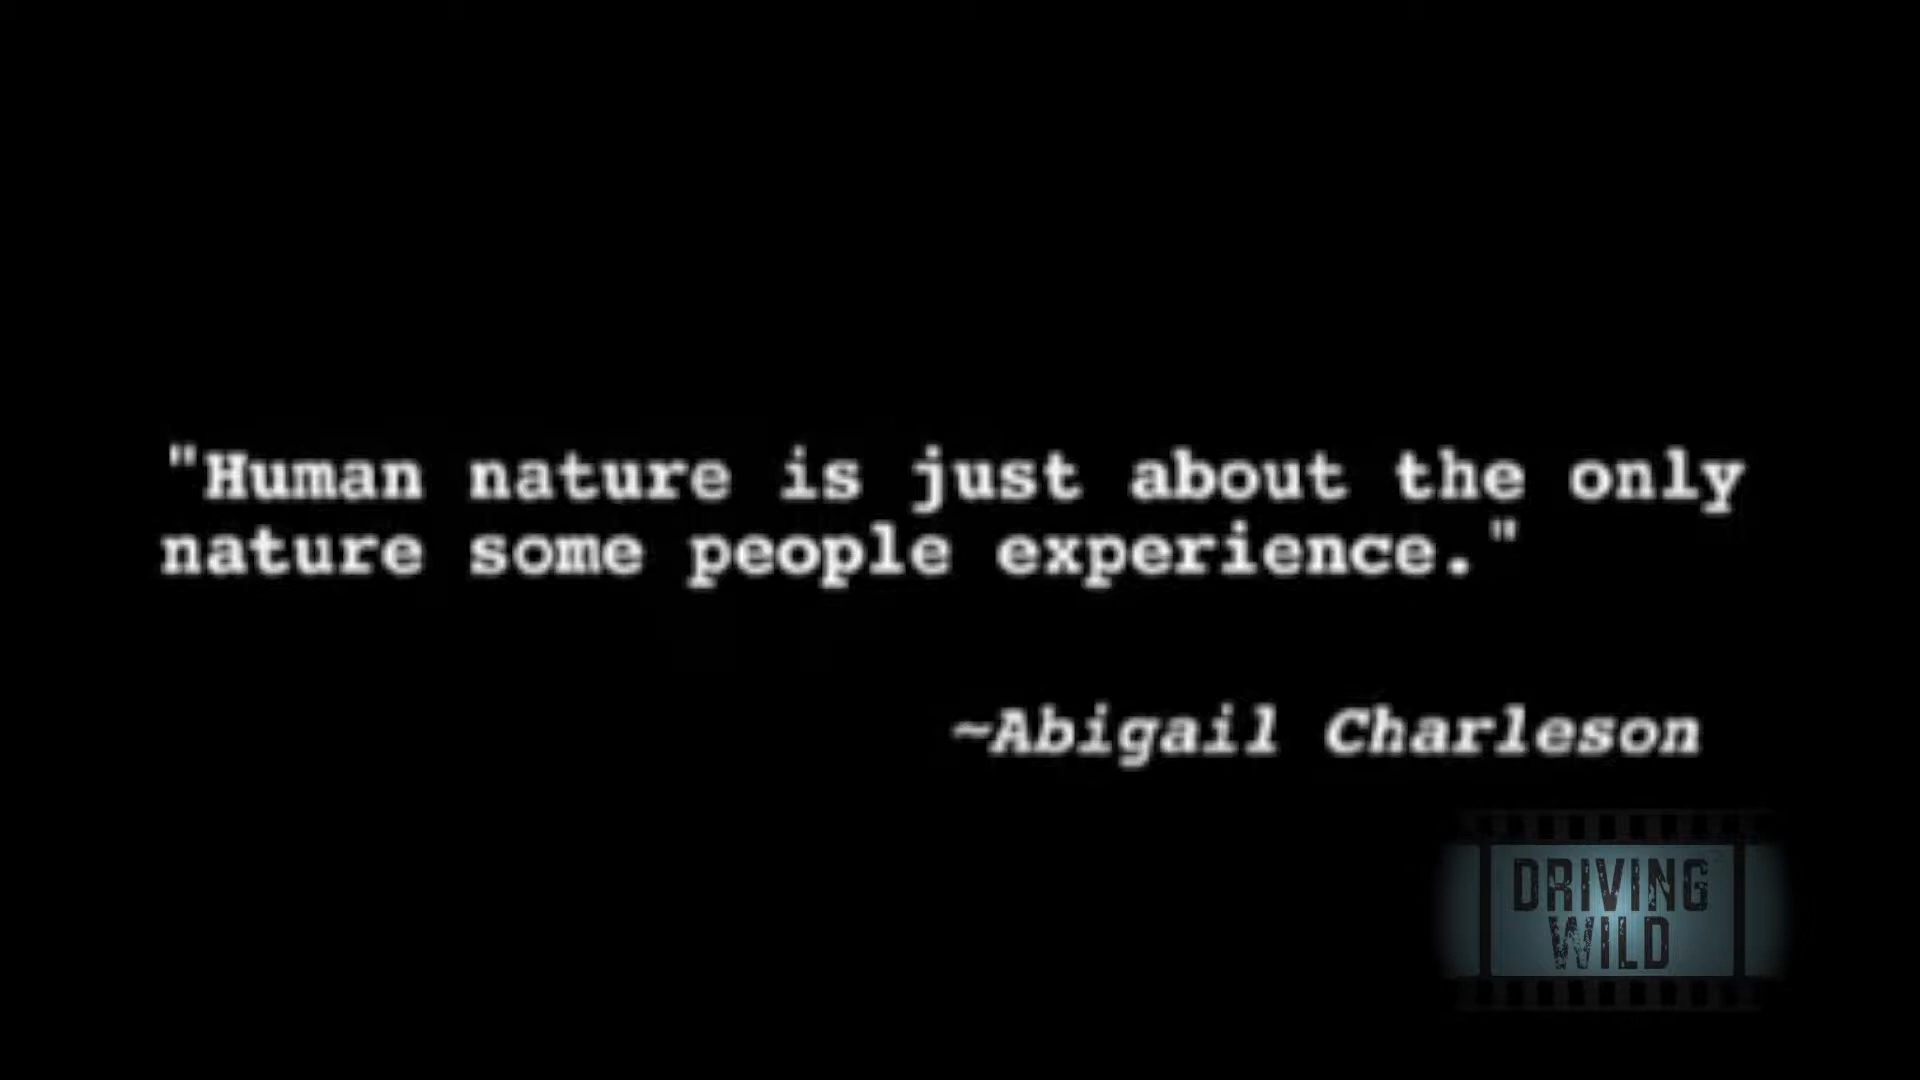 "Human nature is just about the only
nature some people experience."
~Abigail Charleson
DRIVING
WILD